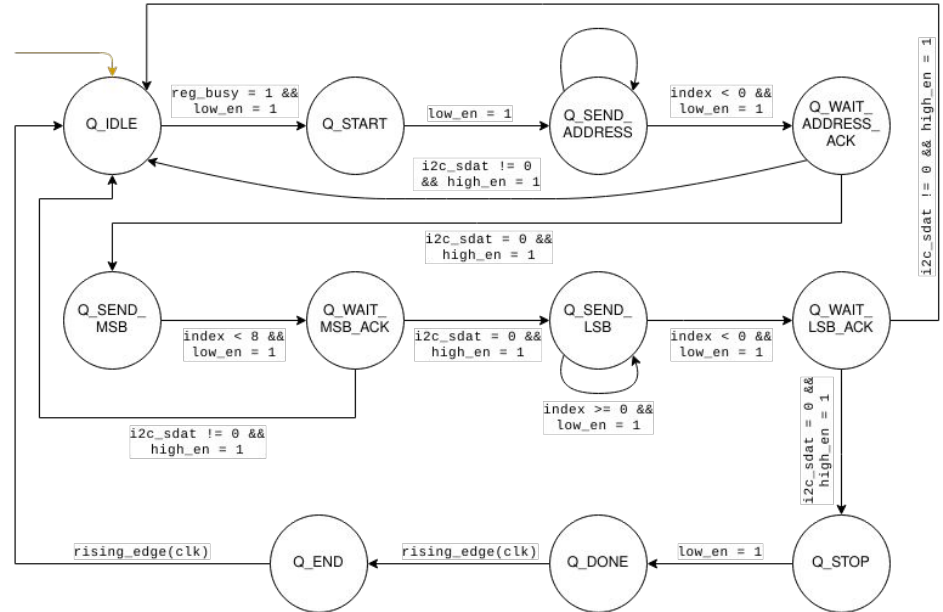 Q_IDLE
reg_busy = 1 &&
low_en = 1
Q_START
low_en = 1
Q_SEND_
ADDRESS
index < 0 &&
low_en = 1
Q_WAIT_
ADDRESS_
ACK
i2c_sdat != 0 && high_en = 1
i2c_sdat != 0
&& high_en = 1
i2c_sdat = 0 &&
high_en = 1
Q_SEND_
MSB
index < 8 &&
low_en = 1
Q_WAIT_
MSB_ACK
i2c_sdat = 0 &&
high_en = 1
Q_SEND_
LSB
index < 0 &&
low_en = 1
Q_WAIT_
LSB_ACK
index >= 0 &&
low_en = 1
i2c_sdat != 0 &&
high_en = 1
i2c_sdat = 0 &&
high_en = 1
rising_edge(clk)
Q_END
rising_edge(clk)
Q_DONE
low_en = 1
Q_STOP